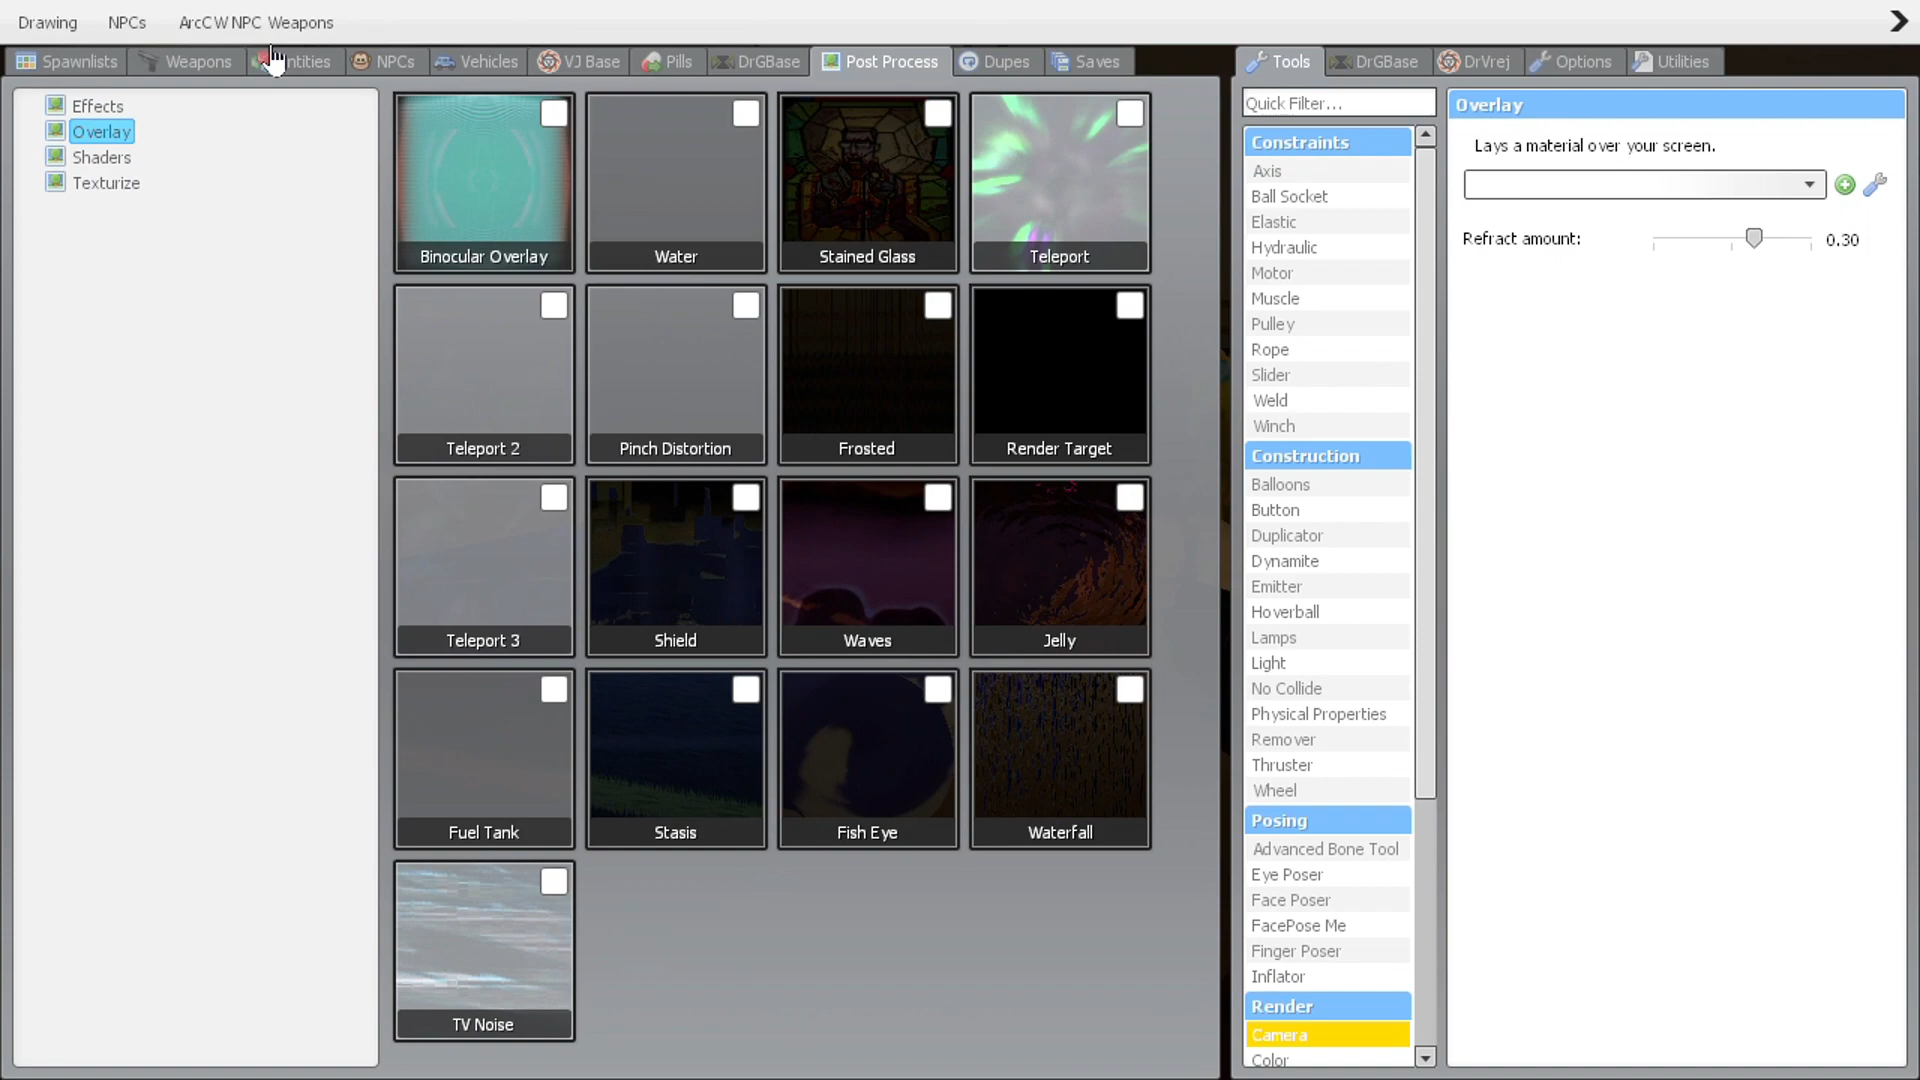 Drawing NPCs ArcCW NPC Weapons
Spawnlists Weapons ntities NPCs Vehicles VJ Base Pills DrGBase Post Process Dupes Saves
Effects
Overlay
Shaders
Texturize
Binocular Overlay Water Stained Glass Teleport
Teleport 2 Pinch Distortion Frosted Render Target
Teleport 3 Shield Waves Jelly
Fuel Tank Stasis Fish Eye Waterfall
TV Noise
Tools DrGBase DrVrej Options Utilities
Quick Filter...
Constraints
Axis
Ball Socket
Elastic
Hydraulic
Motor
Muscle
Pulley
Rope
Slider
Weld
Winch
Construction
Balloons
Button
Duplicator
Dynamite
Emitter
Hoverball
Lamps
Light
No Collide
Physical Properties
Remover
Thruster
Wheel
Posing
Advanced Bone Tool
Eye Poser
Face Poser
FacePose Me
Finger Poser
Inflator
Render
Camera
Color
Overlay
Lays a material over your screen.
Refract amount: 0.30